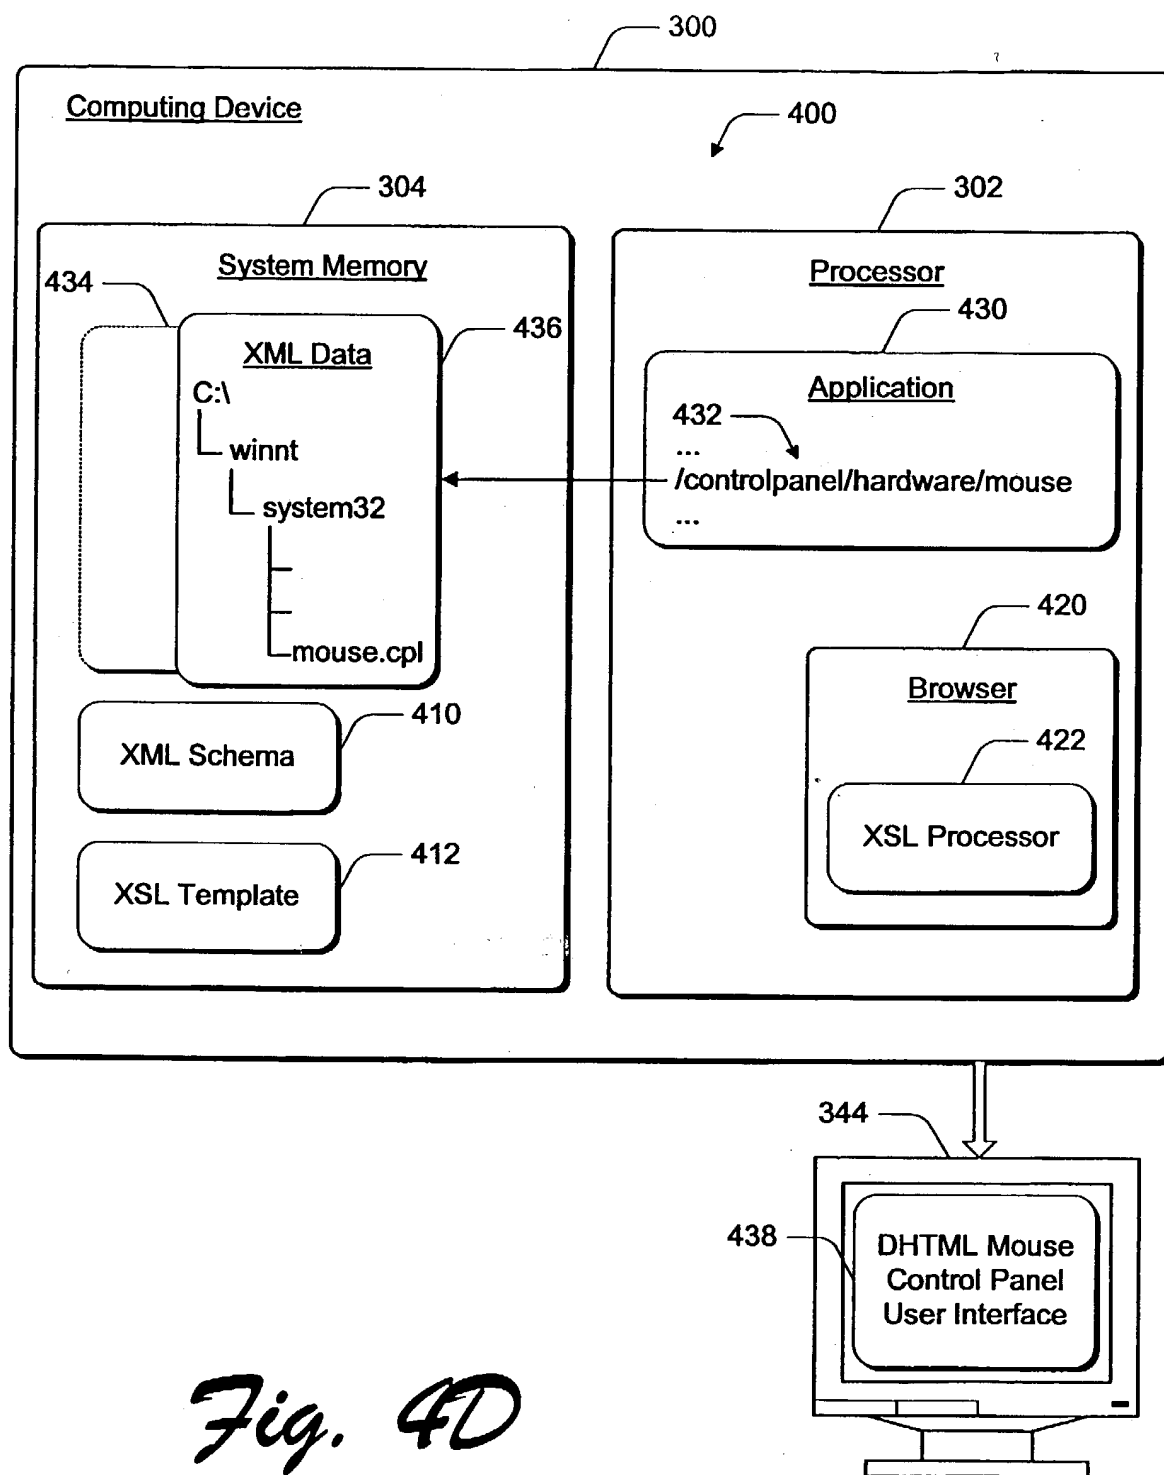 300
Computing Device
400
304
302
System Memory
Processor
434
436
430
XML Data
Application
C:\
432
winnt
...
/controlpanel/hardware/mouse
system32
...
mouse.cpl
420
Browser
410
XML Schema
422
XSL Processor
412
XSL Template
344
438
DHTML Mouse
Control Panel
User Interface
Fig. 4D